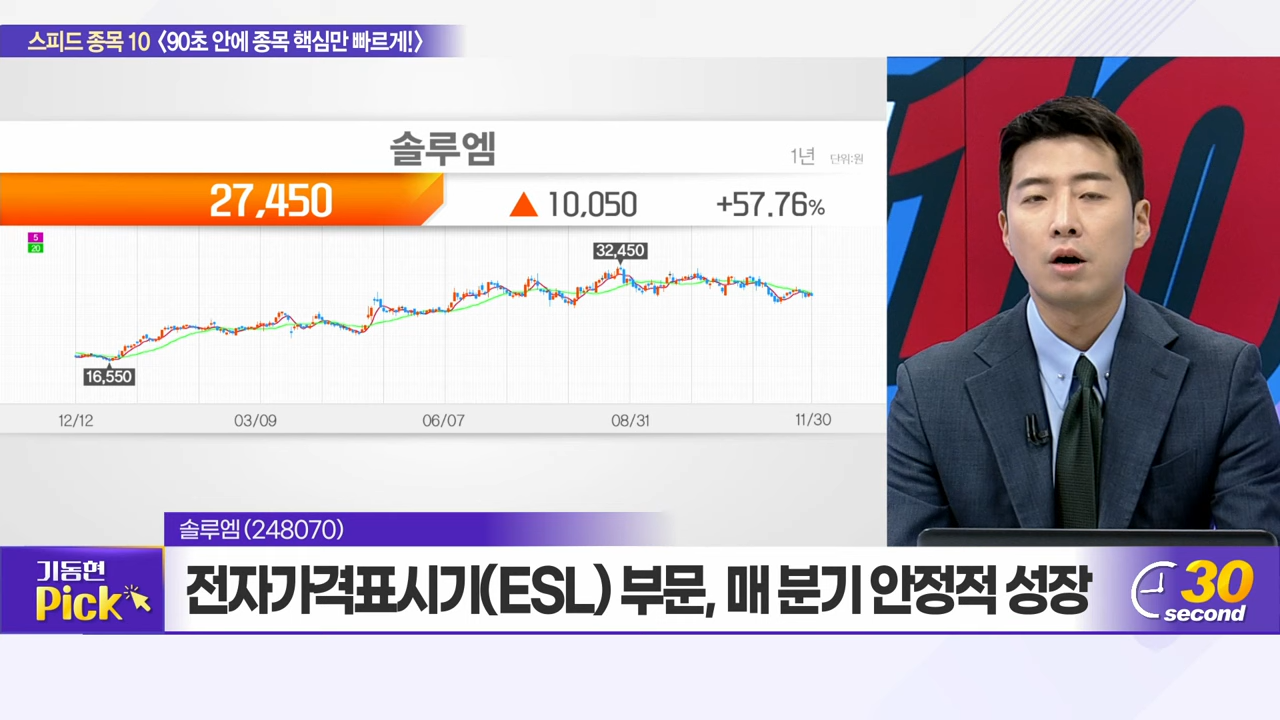 스피드 종목 10 <90초 안에 종목 핵심만 빠르게!>
솔루엠
1년 단위:원
27,450 ▲ 10,050 +57.76%
5
20
32,450
16,550
12/12 03/09 06/07 08/31 11/30
10
솔루엠(248070)
기동현
Pick
전자가격표시기(ESL) 부문, 매 분기 안정적 성장
30
second